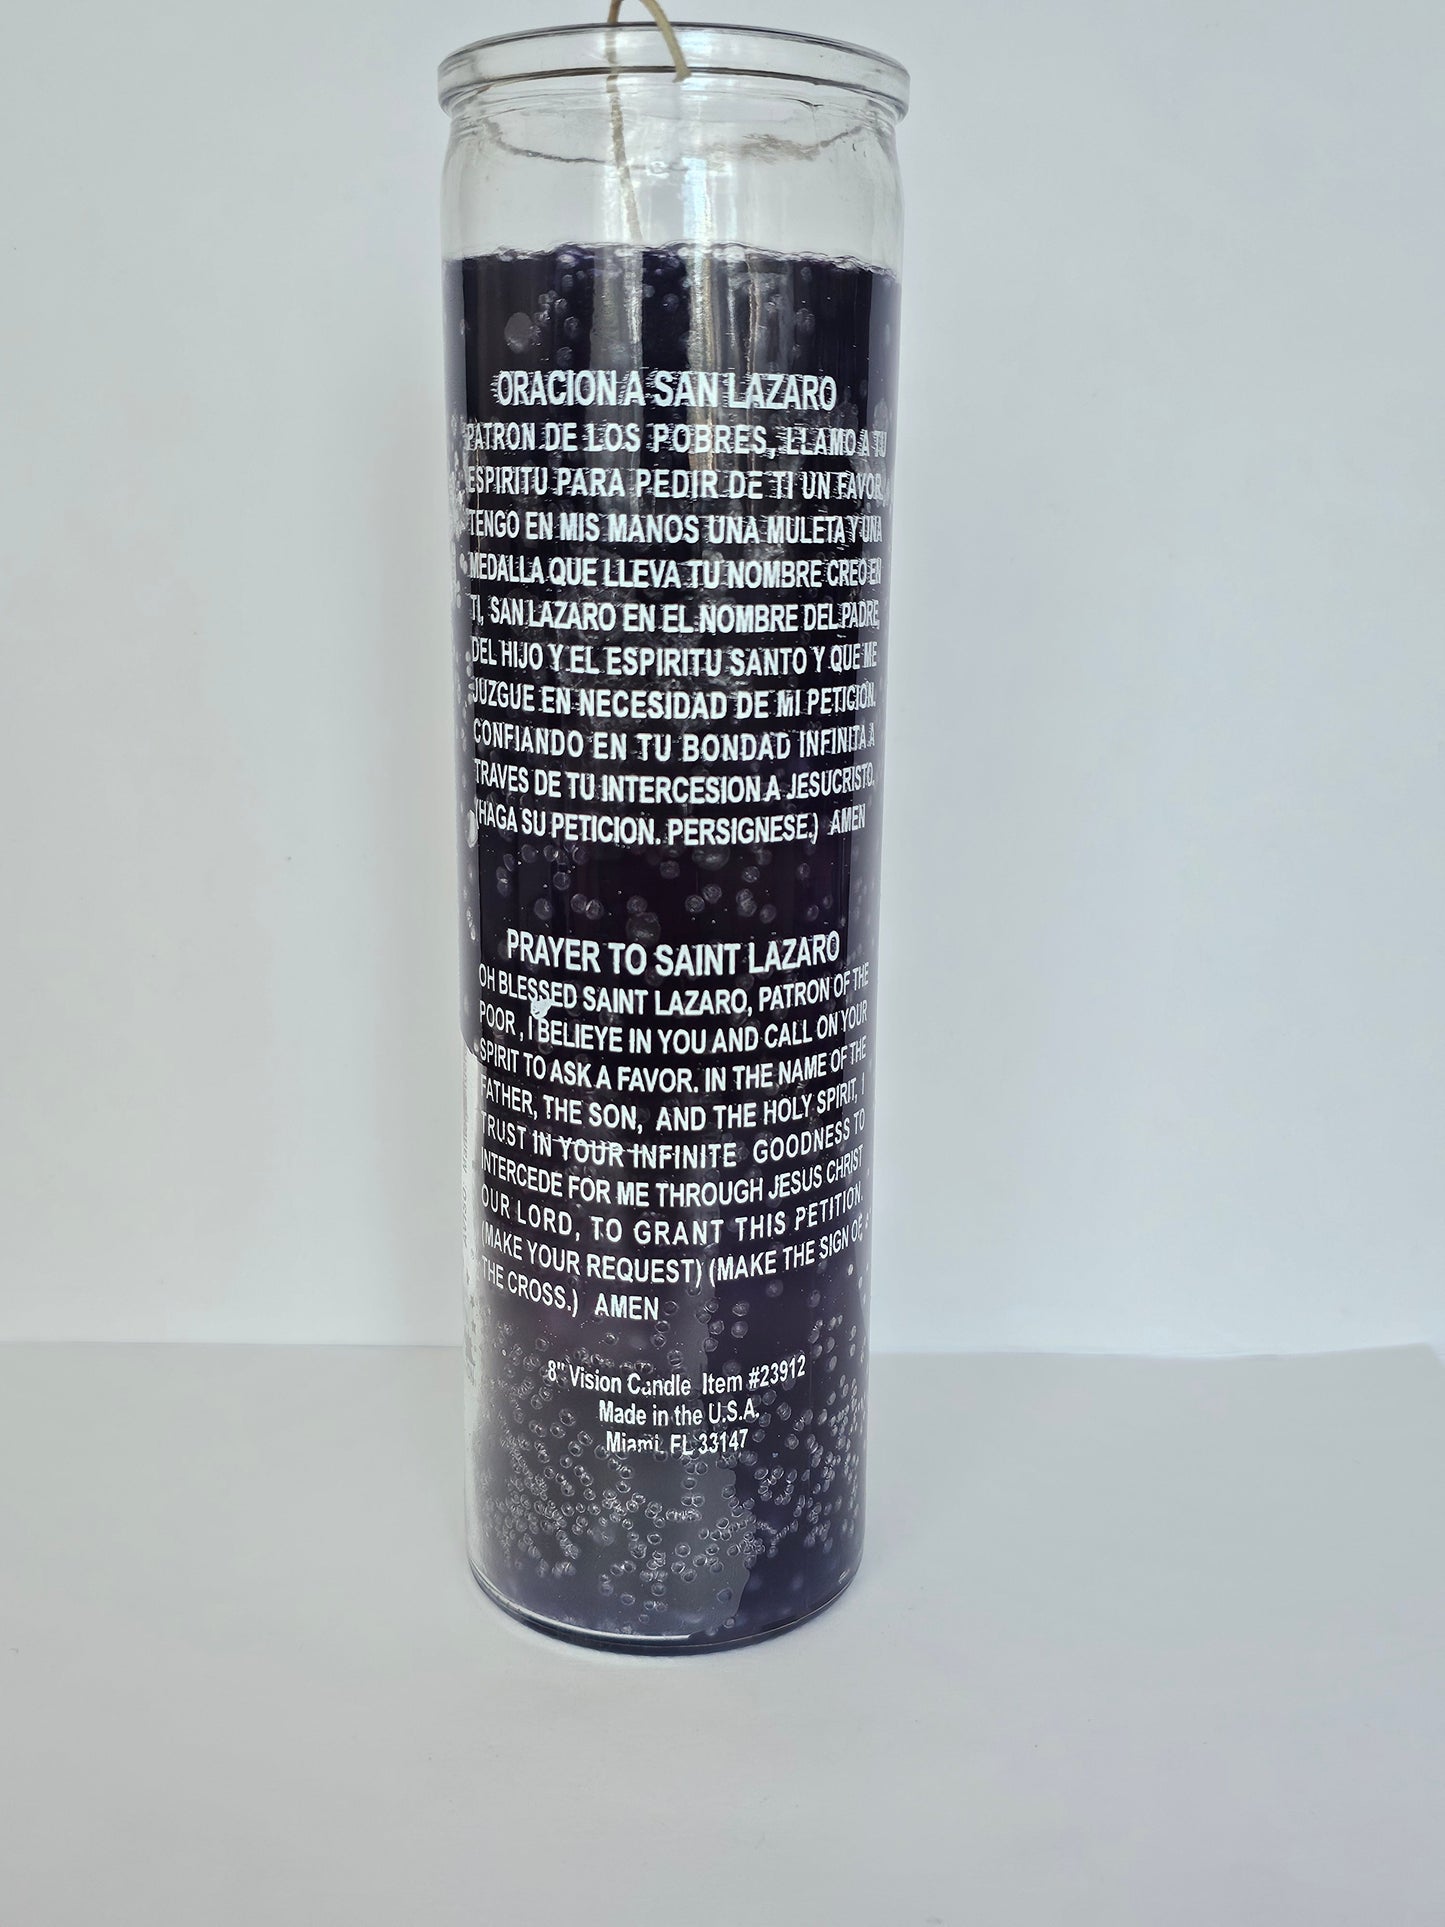 ORACION A SAN LAZARO
PATRON DE LOS POBRES, LLAMO A TU
ESPIRITU PARA PEDIR DE TI UN FAVOR,
TENGO EN MIS MANOS UNA MULETA Y UNA
MEDALLA QUE LLEVA TU NOMBRE CREO EN
TI, SAN LAZARO EN EL NOMBRE DEL PADRE,
DEL HIJO Y EL ESPIRITU SANTO Y QUE ME
JUZGUE EN NECESIDAD DE MI PETICION.
CONFIANDO EN TU BONDAD INFINITA A
TRAVES DE TU INTERCESION A JESUCRISTO.
(HAGA SU PETICION. PERSIGNESE.) AMEN
PRAYER TO SAINT LAZARO
OH BLESSED SAINT LAZARO, PATRON OF THE
POOR , I BELIEYE IN YOU AND CALL ON YOUR
SPIRIT TO ASK A FAVOR. IN THE NAME OF THE
FATHER, THE SON, AND THE HOLY SPIRIT, I
TRUST IN YOUR INFINITE GOODNESS TO
INTERCEDE FOR ME THROUGH JESUS CHRIST
OUR LORD, TO GRANT THIS PETITION.
(MAKE YOUR REQUEST) (MAKE THE SIGN OF
THE CROSS.) AMEN
8" Vision Candle Item #23912
Made in the U.S.A.
Miami, FL 33147